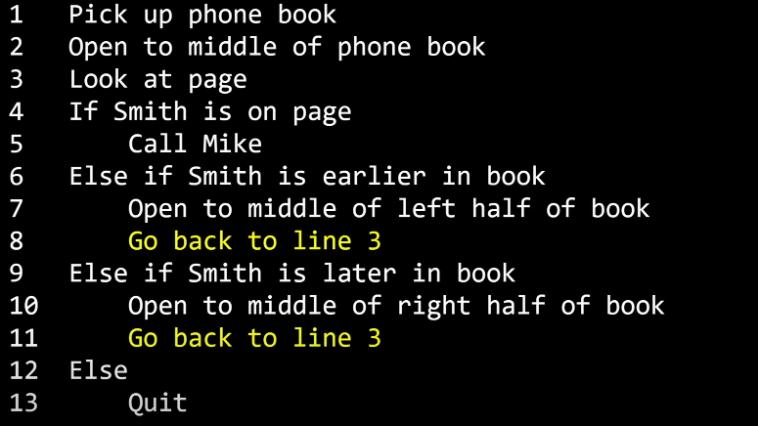 1 Pick up phone book
2 Open to middle of phone book
3 Look at page
4 If Smith is on page
5 Call Mike
6 Else if Smith is earlier in book
7 Open to middle of left half of book
8 Go back to line 3
9 Else if Smith is later in book
10 Open to middle of right half of book
11 Go back to line 3
12 Else
13 Quit